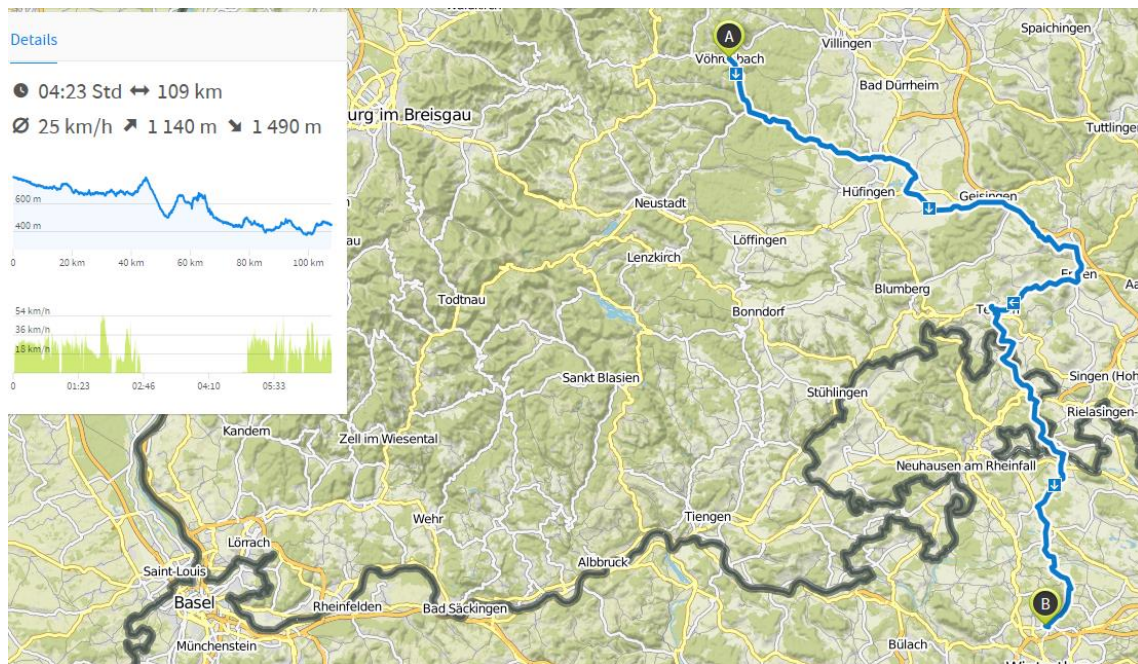 Details
04:23 Std ↔ 109 km
Ø 25 km/h ↗ 1 140 m ↘ 1 490 m
600 m
400 m
0 20 km 40 km 60 km 80 km 100 km
54 km/h
36 km/h
18 km/h
0 01:23 02:46 04:10 05:33
A
Spaichingen
Villingen
Bad Dürrheim
urg im Breisgau
Tuttlingen
Hüfingen
Geisingen
Neustadt
Löffingen
Lenzkirch
Blumberg
Todtnau
Bonndorf
Sankt Blasien
Singen (Hoh
Stühlingen
Rielasingen-
Kandern
Zell im Wiesental
Neuhausen am Rheinfall
Wehr
Tiengen
Lörrach
Albbruck
Saint-Louis
Basel
Rheinfelden
Bad Säckingen
B
Münchenstein
Bülach